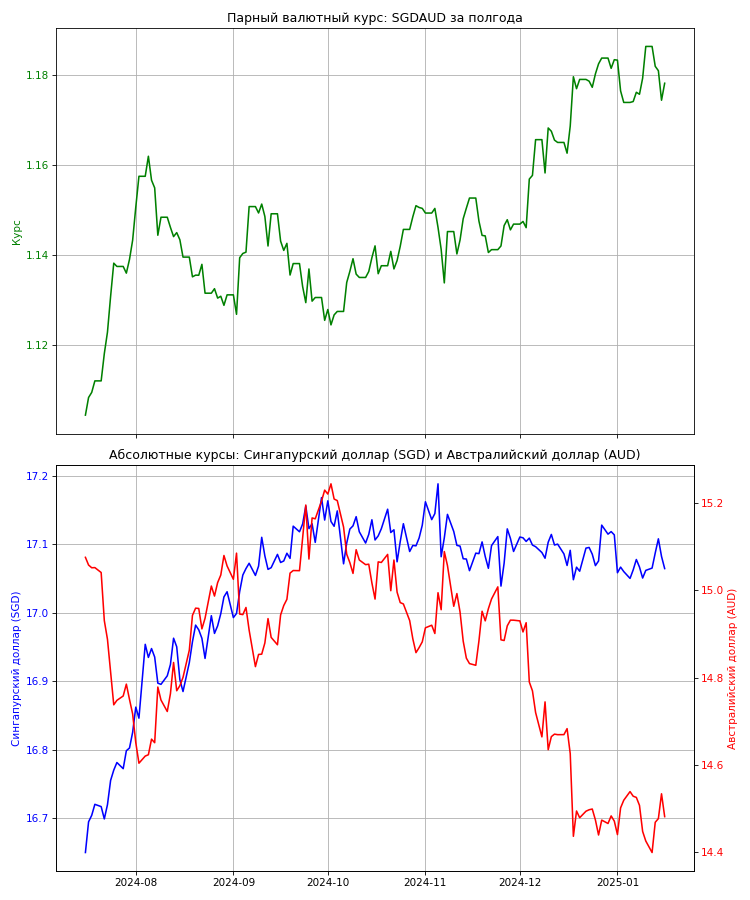 Парный валютный курс: SGDAUD за полгода
1.18
1.16
1.14
1.12
Курс
Абсолютные курсы: Сингапурский доллар (SGD) и Австралийский доллар (AUD)
17.2
17.1
17.0
16.9
16.8
16.7
Сингапурский доллар (SGD)
15.2
15.0
14.8
14.6
14.4
Австралийский доллар (AUD)
2024-08 2024-09 2024-10 2024-11 2024-12 2025-01